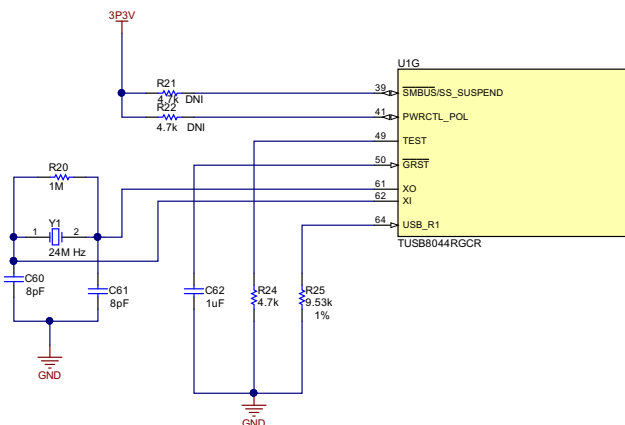 3P3V
U1G
R21
4.7k DNI
39
SMBUS/SS_SUSPEND
R22
4.7k DNI
41
PWRCTL_POL
49
TEST
50
GRST
R20
1M
61
XO
62
XI
Y1
1
2
24M Hz
64
USB_R1
TUSB8044RGCR
C60
8pF
C61
8pF
C62
1uF
R24
4.7k
R25
9.53k
1%
GND
GND